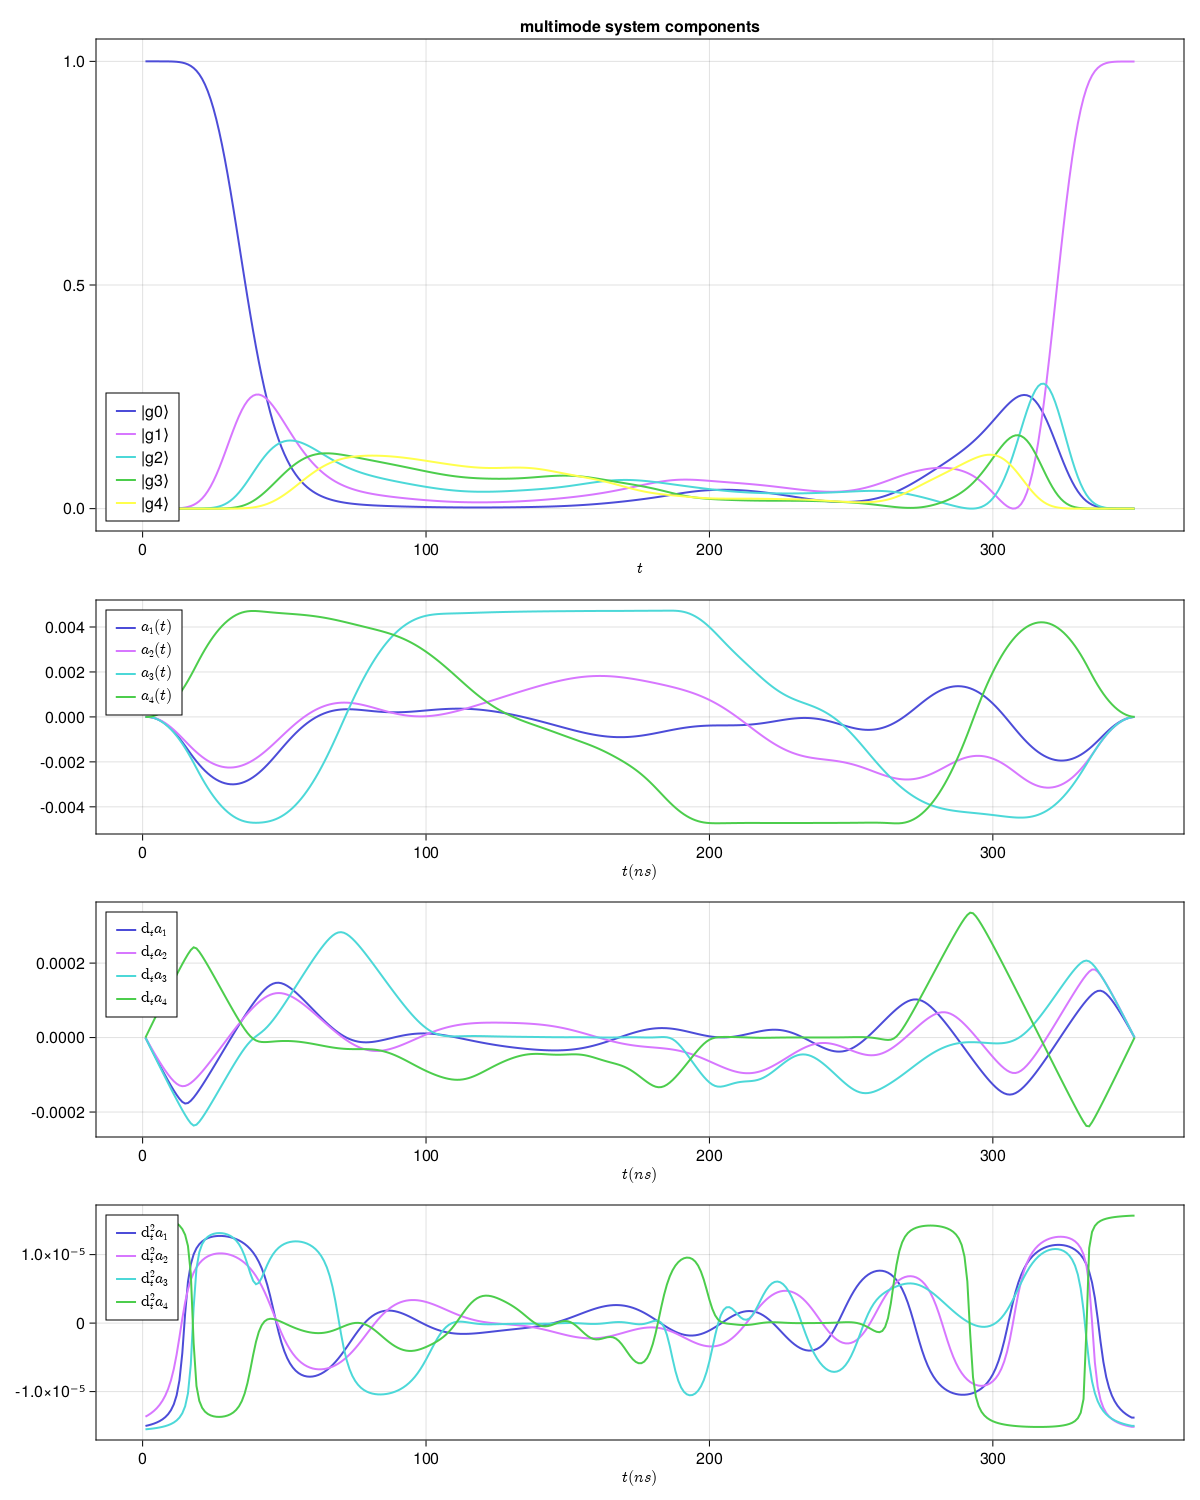 multimode system components
1.0
0.5
0.0
|g0⟩
|g1⟩
|g2⟩
|g3⟩
|g4⟩
0 100 200 300
t
0.004
0.002
0.000
-0.002
-0.004
a₁(t)
a₂(t)
a₃(t)
a₄(t)
0 100 200 300
t(ns)
0.0002
0.0000
-0.0002
dₜa₁
dₜa₂
dₜa₃
dₜa₄
0 100 200 300
t(ns)
1.0×10⁻⁵
0
-1.0×10⁻⁵
d²ₜa₁
d²ₜa₂
d²ₜa₃
d²ₜa₄
0 100 200 300
t(ns)